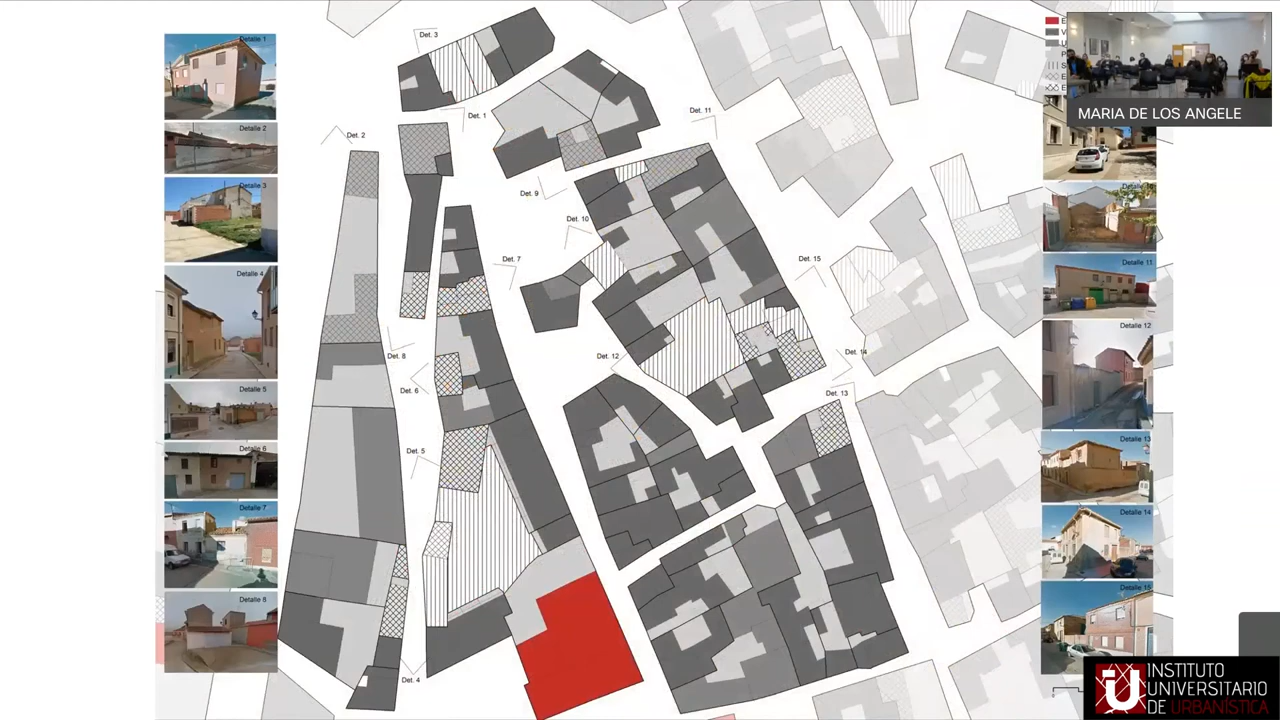 Detalle 1
Detalle 2
Detalle 3
Detalle 4
Detalle 5
Detalle 6
Detalle 7
Detalle 8
Det. 3
Det. 1
Det. 2
Det. 11
Det. 9
Det. 10
Det. 7
Det. 15
Det. 8
Det. 12
Det. 14
Det. 6
Det. 13
Det. 5
Det. 4
E
V
U
P
S
E
E
MARIA DE LOS ANGELE
Detalle 10
Detalle 11
Detalle 12
Detalle 13
Detalle 14
Detalle 15
INSTITUTO
UNIVERSITARIO
DE URBANÍSTICA